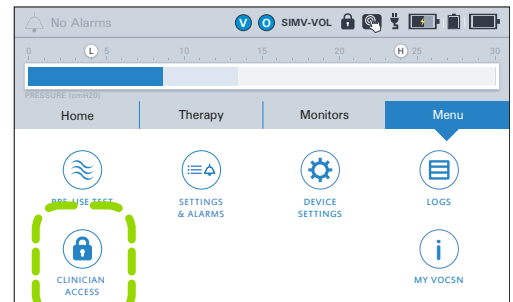 No Alarms V O SIMV-VOL
0 L 5 10 15 20 H 25 30
PRESSURE (cmH20)
Home Therapy Monitors Menu
PRE-USE TEST SETTINGS & ALARMS DEVICE SETTINGS LOGS
CLINICIAN ACCESS i MY VOCSN